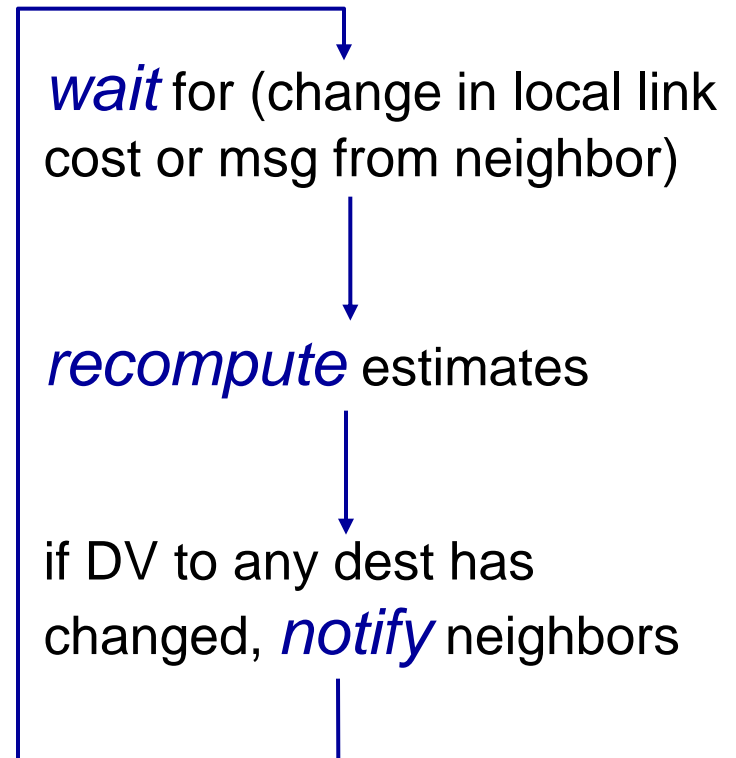 wait for (change in local link
cost or msg from neighbor)
recompute estimates
if DV to any dest has
changed, notify neighbors